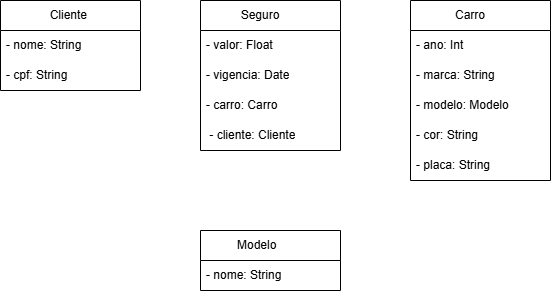 Cliente
- nome: String
- cpf: String
Seguro
- valor: Float
- vigencia: Date
- carro: Carro
- cliente: Cliente
Carro
- ano: Int
- marca: String
- modelo: Modelo
- cor: String
- placa: String
Modelo
- nome: String